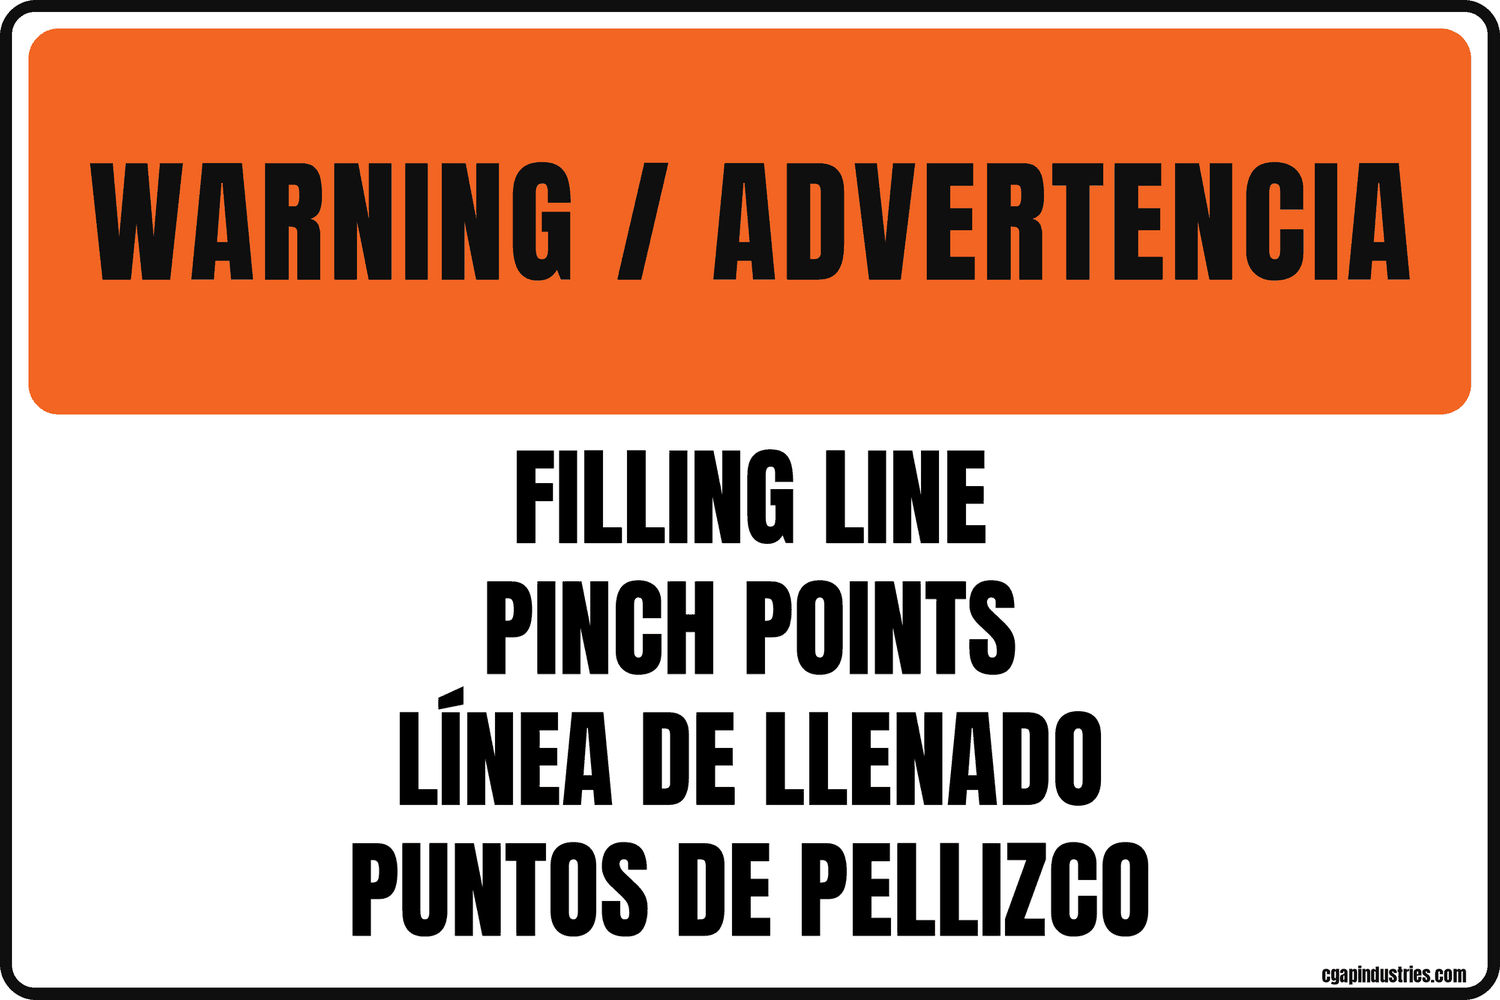 WARNING / ADVERTENCIA
FILLING LINE
PINCH POINTS
LÍNEA DE LLENADO
PUNTOS DE PELLIZCO
cgapindustries.com